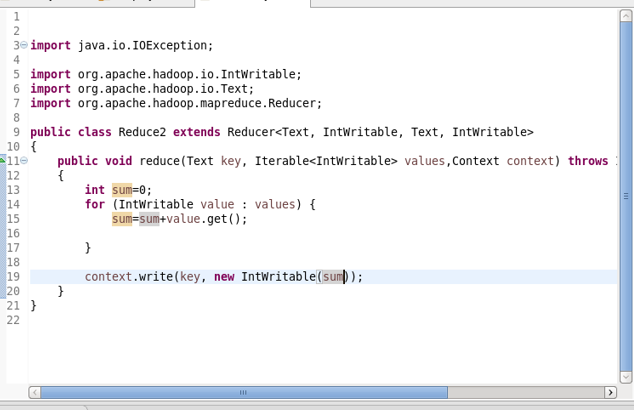 1
2
3 import java.io.IOException;
4
5 import org.apache.hadoop.io.IntWritable;
6 import org.apache.hadoop.io.Text;
7 import org.apache.hadoop.mapreduce.Reducer;
8
9 public class Reduce2 extends Reducer<Text, IntWritable, Text, IntWritable>
10 {
11 public void reduce(Text key, Iterable<IntWritable> values,Context context) throws
12 {
13 int sum=0;
14 for (IntWritable value : values) {
15 sum=sum+value.get();
16
17 }
18
19 context.write(key, new IntWritable(sum));
20 }
21 }
22